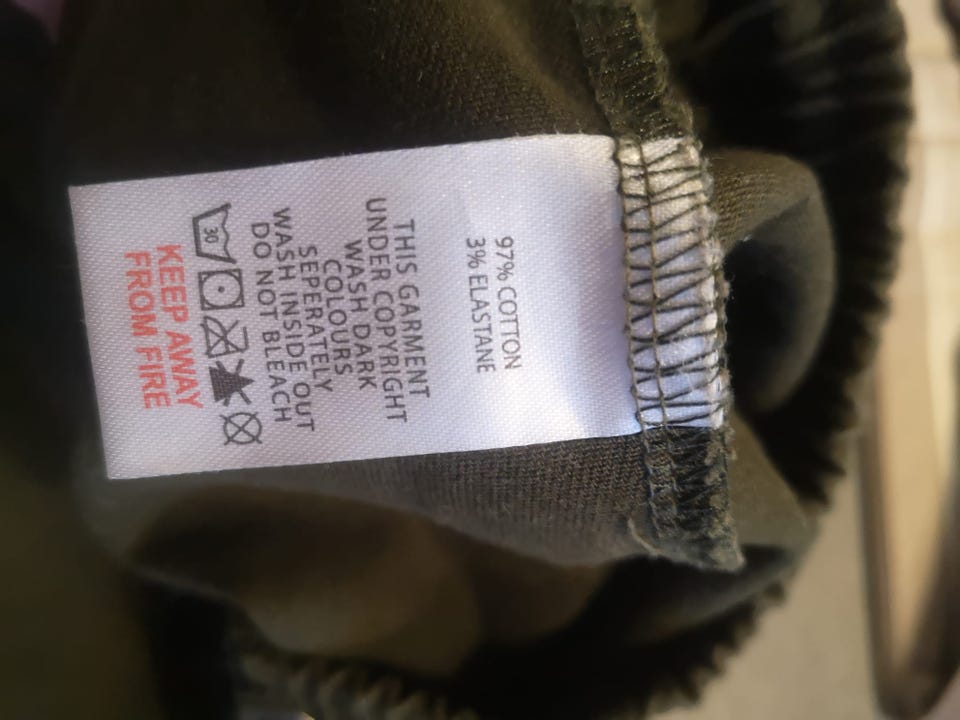 97% COTTON
3% ELASTANE
THIS GARMENT
UNDER COPYRIGHT
WASH DARK
COLOURS
SEPERATELY
WASH INSIDE OUT
DO NOT BLEACH
30
KEEP AWAY
FROM FIRE